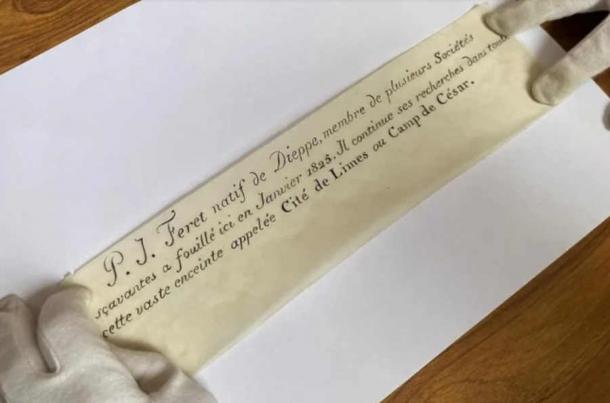 P. J. Feret natif de Dieppe, membre de plusieurs Sociétés
sçavantes a fouillé ici en Janvier 1825. Il continue ses recherches dans toute
cette vaste enceinte appelée Cité de Limes ou Camp de César.